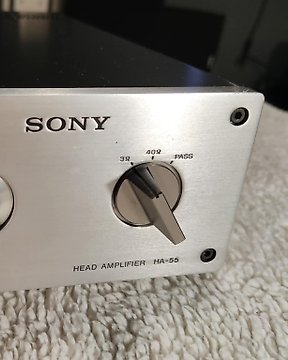 SONY
3Ω 40Ω PASS
HEAD AMPLIFIER HA-55